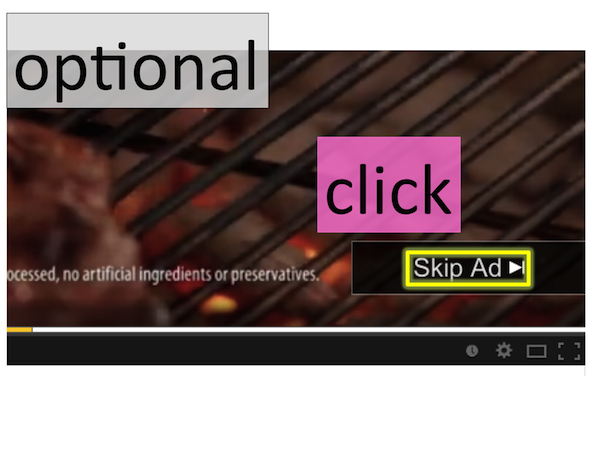 optional
click
Skip Ad
ocessed, no artificial ingredients or preservatives.